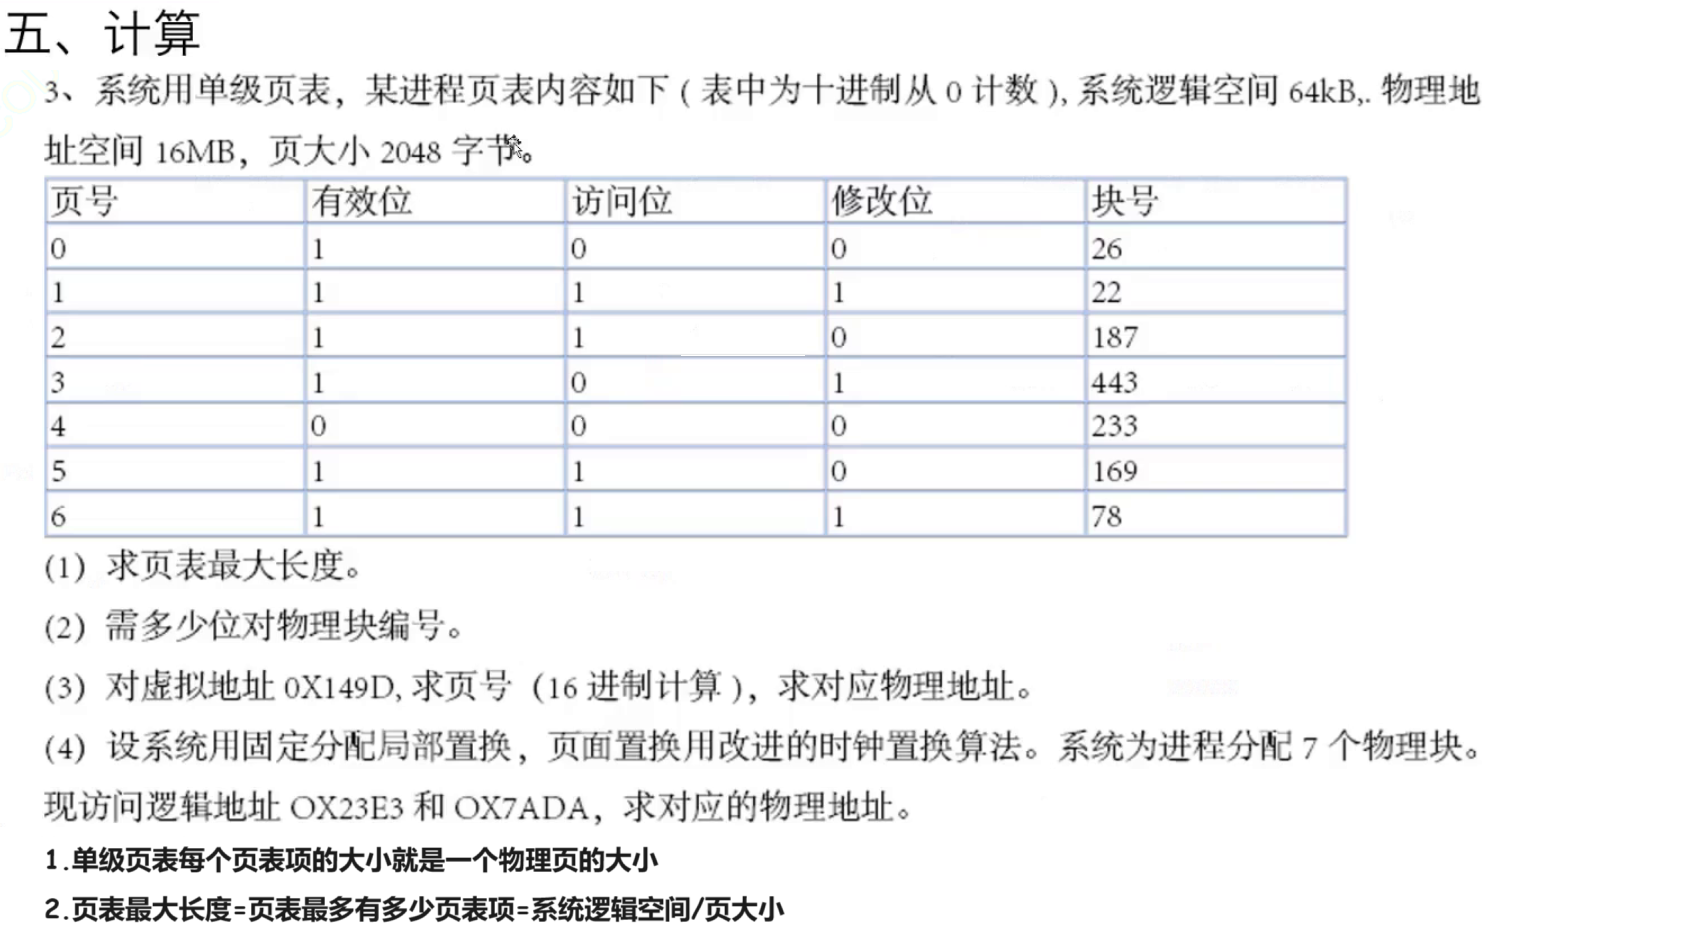 五、计算
3、系统用单级页表，某进程页表内容如下 ( 表中为十进制从 0 计数 ), 系统逻辑空间 64kB,. 物理地
址空间 16MB，页大小 2048 字节。
页号 有效位 访问位 修改位 块号
0 1 0 0 26
1 1 1 1 22
2 1 1 0 187
3 1 0 1 443
4 0 0 0 233
5 1 1 0 169
6 1 1 1 78
(1) 求页表最大长度。
(2) 需多少位对物理块编号。
(3) 对虚拟地址 0X149D, 求页号（16 进制计算 ），求对应物理地址。
(4) 设系统用固定分配局部置换，页面置换用改进的时钟置换算法。系统为进程分配 7 个物理块。
现访问逻辑地址 OX23E3 和 OX7ADA，求对应的物理地址。
1.单级页表每个页表项的大小就是一个物理页的大小
2.页表最大长度=页表最多有多少页表项=系统逻辑空间/页大小